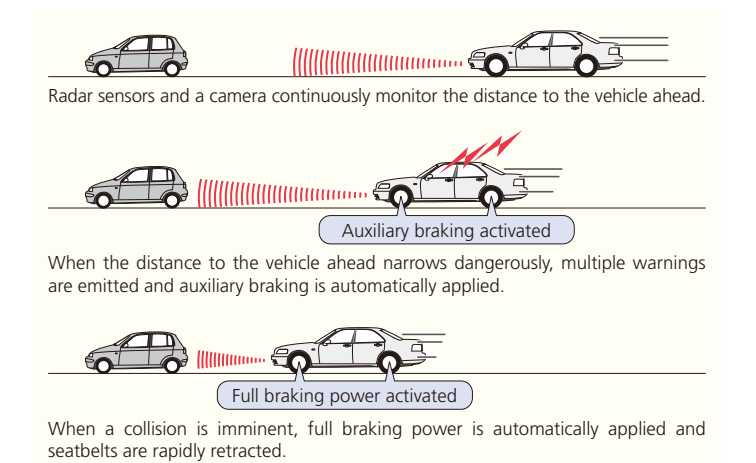 Radar sensors and a camera continuously monitor the distance to the vehicle ahead.
Auxiliary braking activated
When the distance to the vehicle ahead narrows dangerously, multiple warnings
are emitted and auxiliary braking is automatically applied.
Full braking power activated
When a collision is imminent, full braking power is automatically applied and
seatbelts are rapidly retracted.